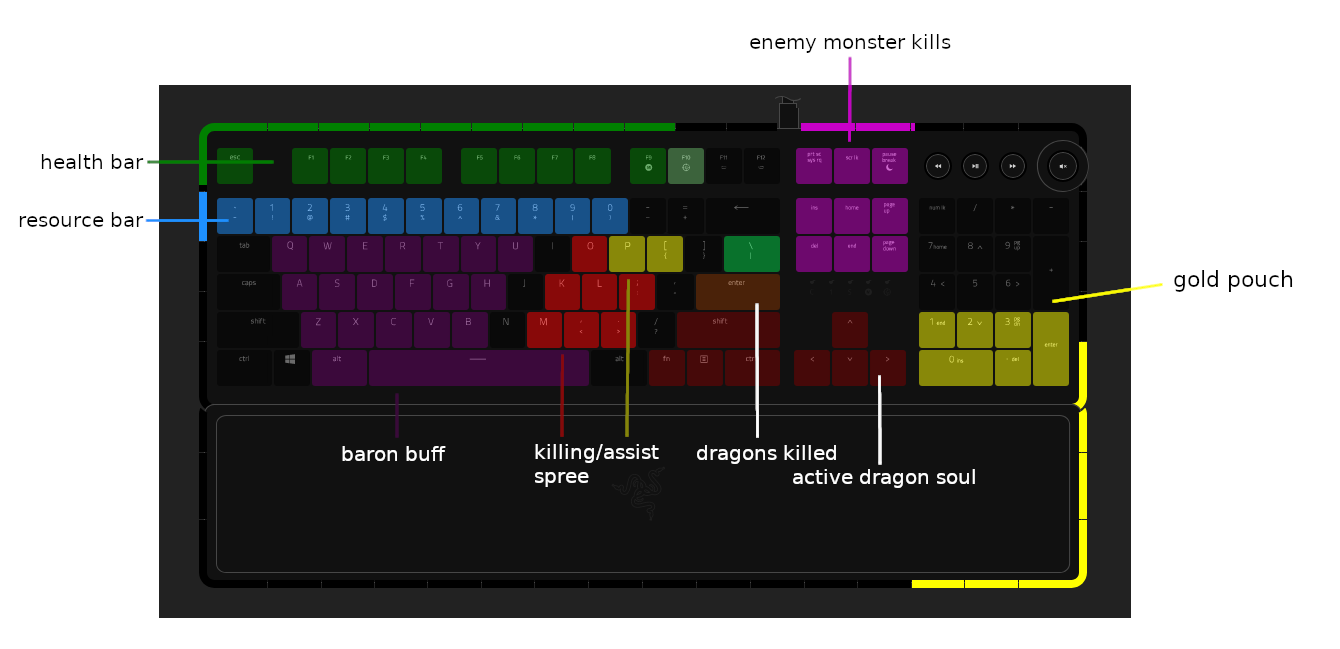 enemy monster kills
health bar
esc F1 F2 F3 F4 F5 F6 F7 F8 F9 F10 F11 F12 prt sc scr lk pause
sys rq break
resource bar
~ 1 2 3 4 5 6 7 8 9 0 - = ins home page up num lk / * -
! @ # $ % ^ & * ( ) _ +
tab Q W E R T Y U I O P [ ] \ del end page down 7 home 8 9 +
{ } |
caps A S D F G H J K L ; ' enter 4 5 6
gold pouch
shift Z X C V B N M , . / shift 1 end 2 3 enter
< > ?
ctrl alt alt fn ctrl 0 ins . del
baron buff
killing/assist
spree
dragons killed
active dragon soul